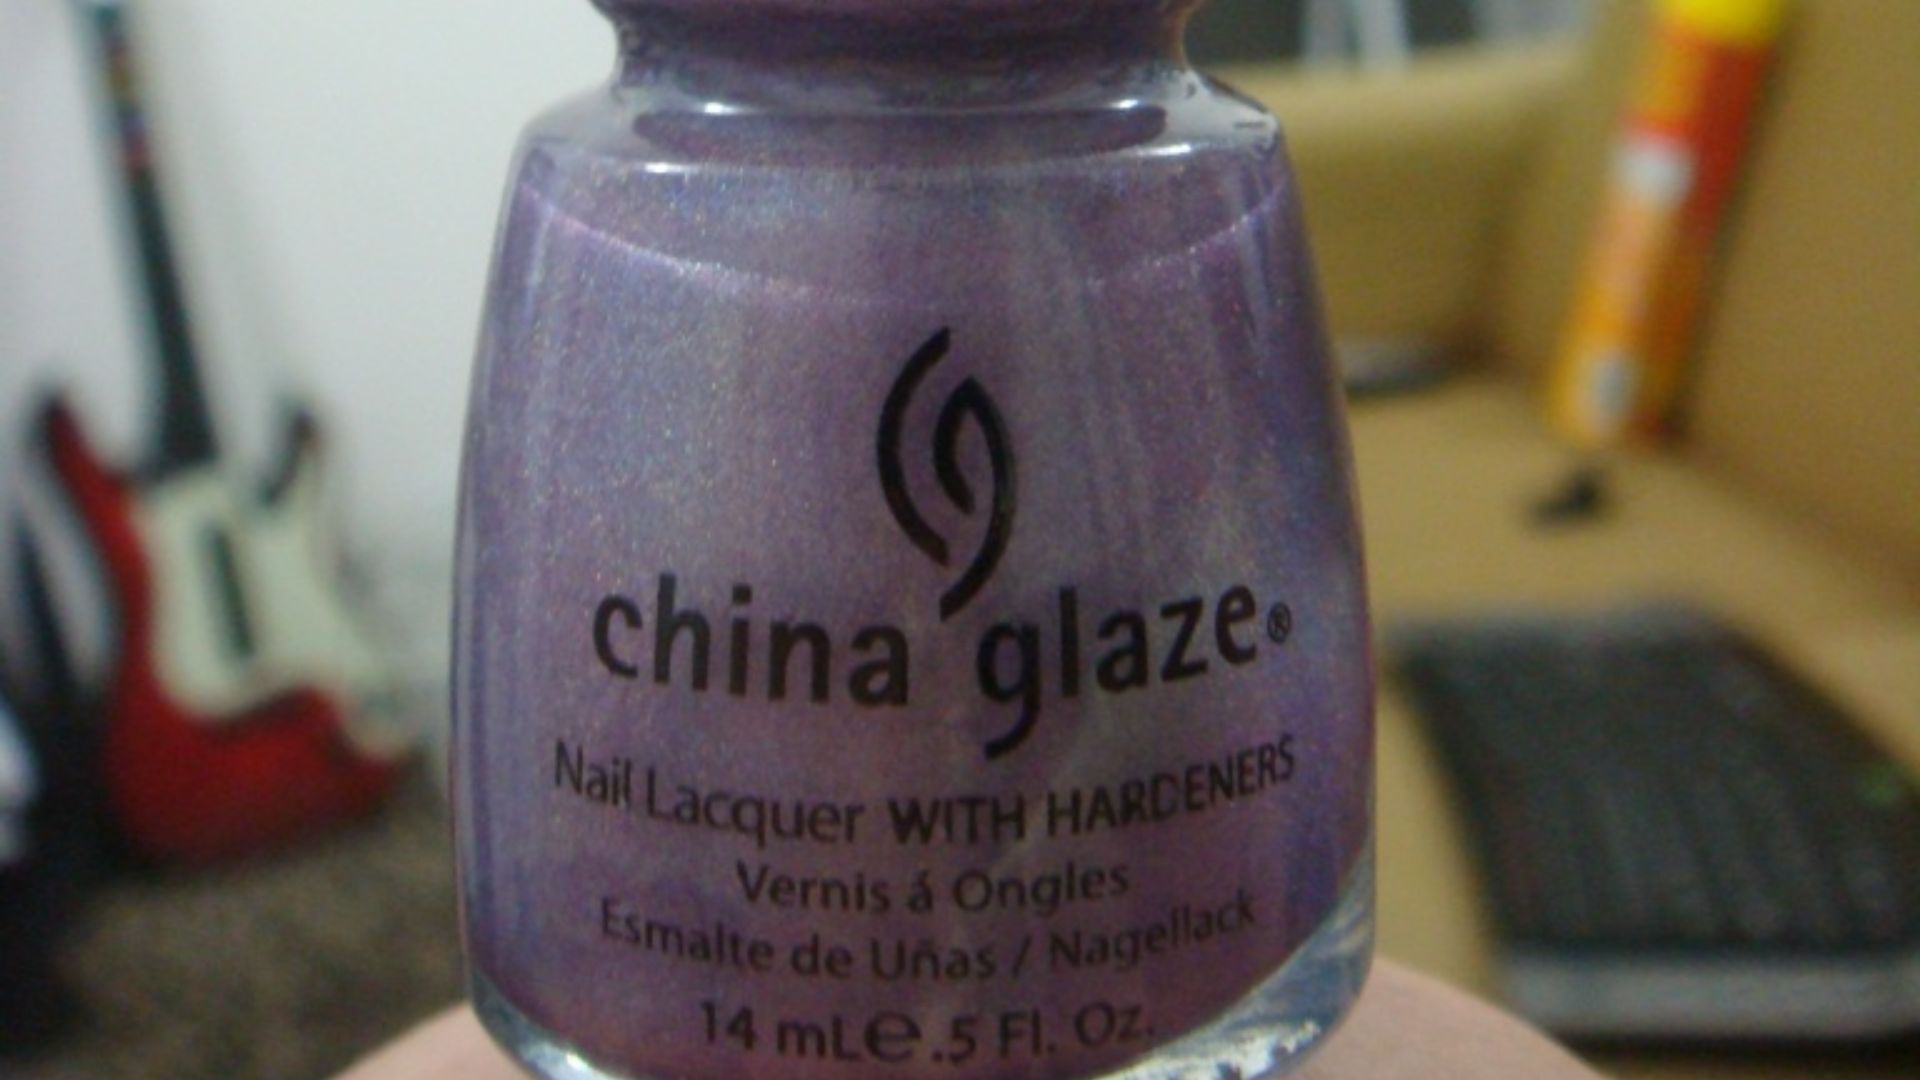 china glaze®
Nail Lacquer WITH HARDENERS
Vernis á Ongles
Esmalte de Uñas / Nagellack
14 mL℮ .5 Fl. Oz.